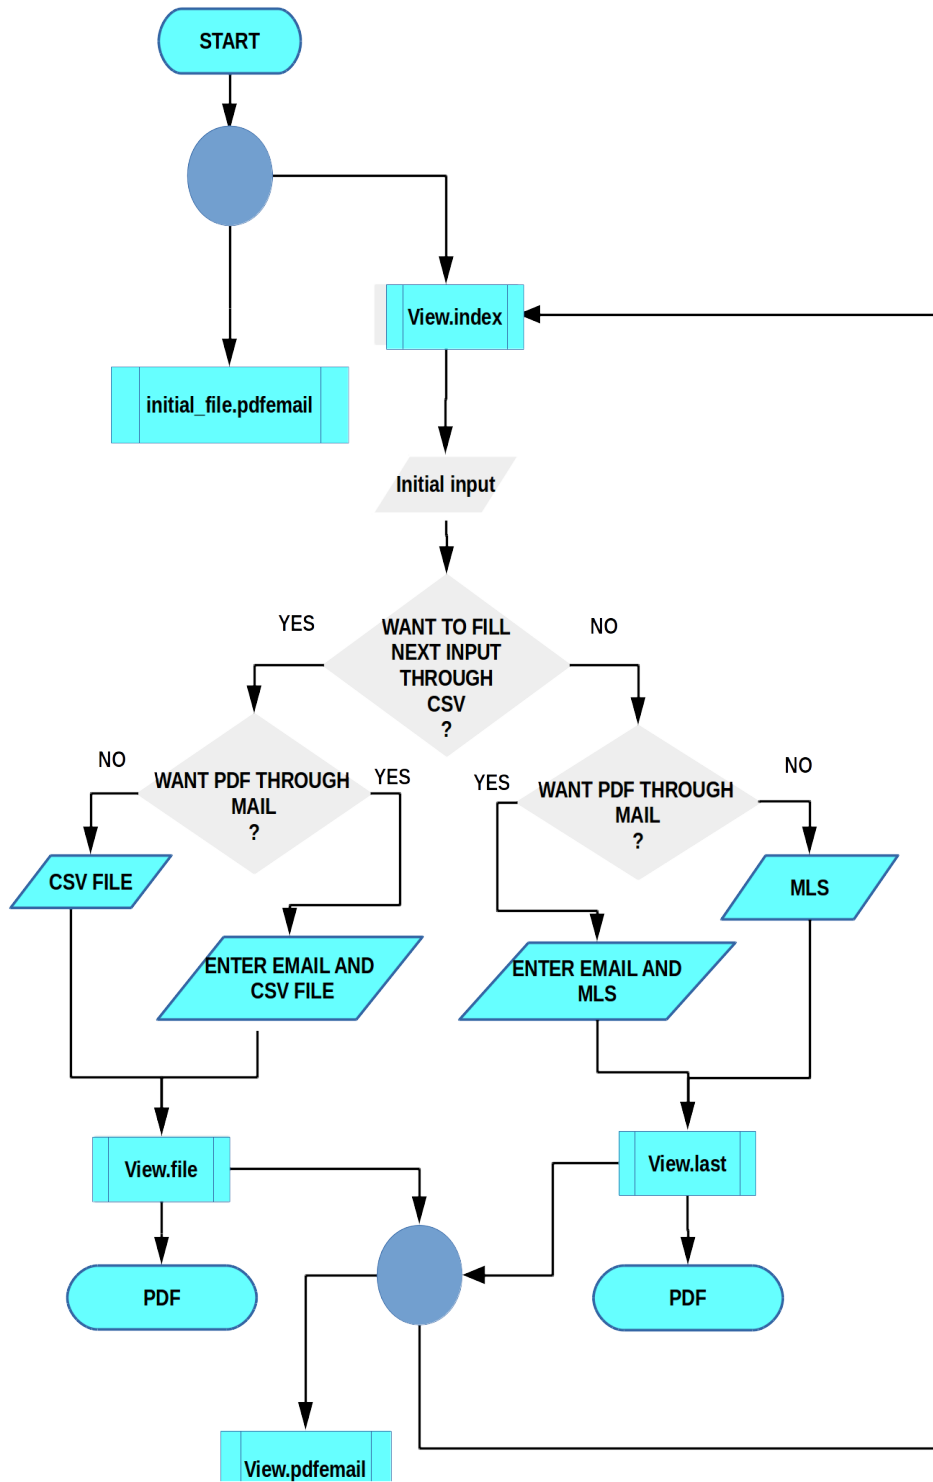 START
View.index
initial_file.pdfemail
Initial input
YES
NO
WANT TO FILL
NEXT INPUT
THROUGH
CSV
?
NO
WANT PDF THROUGH
MAIL
?
YES
YES
WANT PDF THROUGH
MAIL
?
NO
CSV FILE
MLS
ENTER EMAIL AND
CSV FILE
ENTER EMAIL AND
MLS
View.file
View.last
PDF
PDF
View.pdfemail